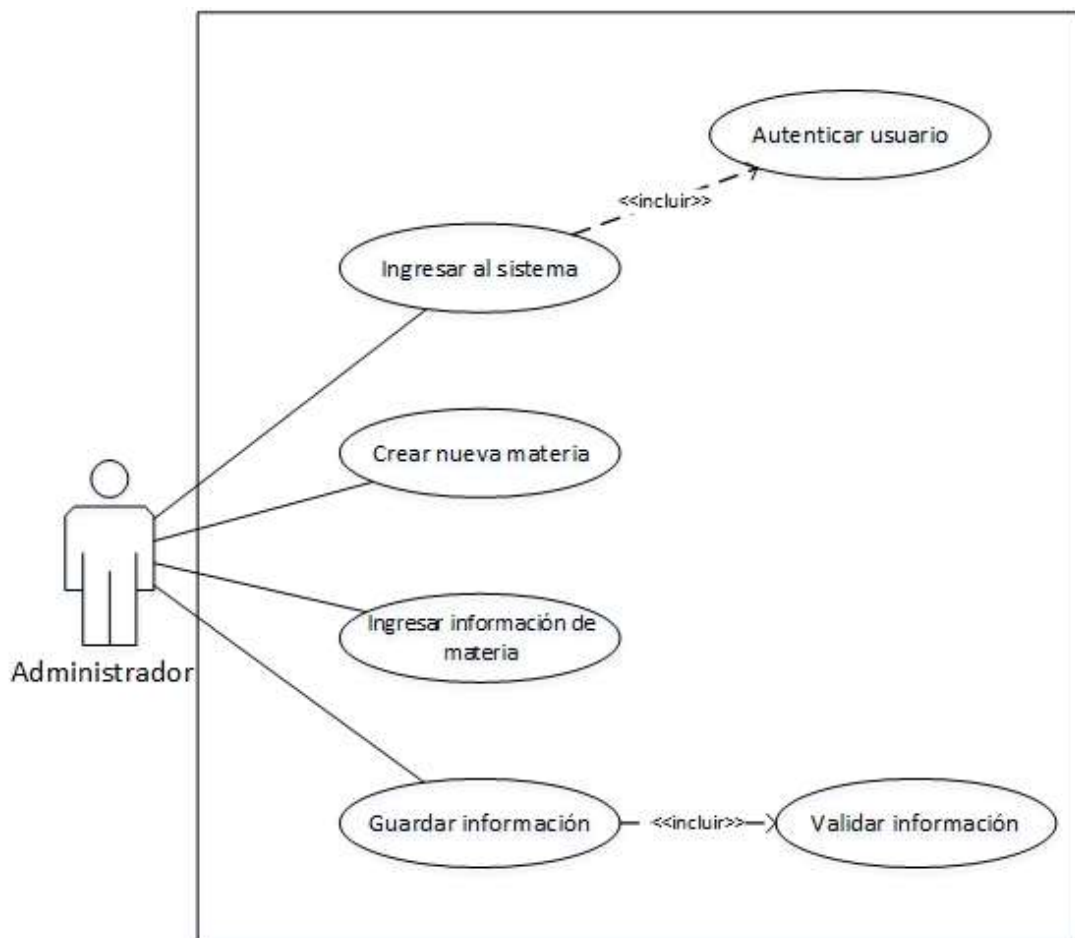 Autenticar usuario
<<incluir>>
Ingresar al sistema
Crear nueva materia
Ingresar información de
materia
Administrador
Guardar información
<<incluir>>
Validar información